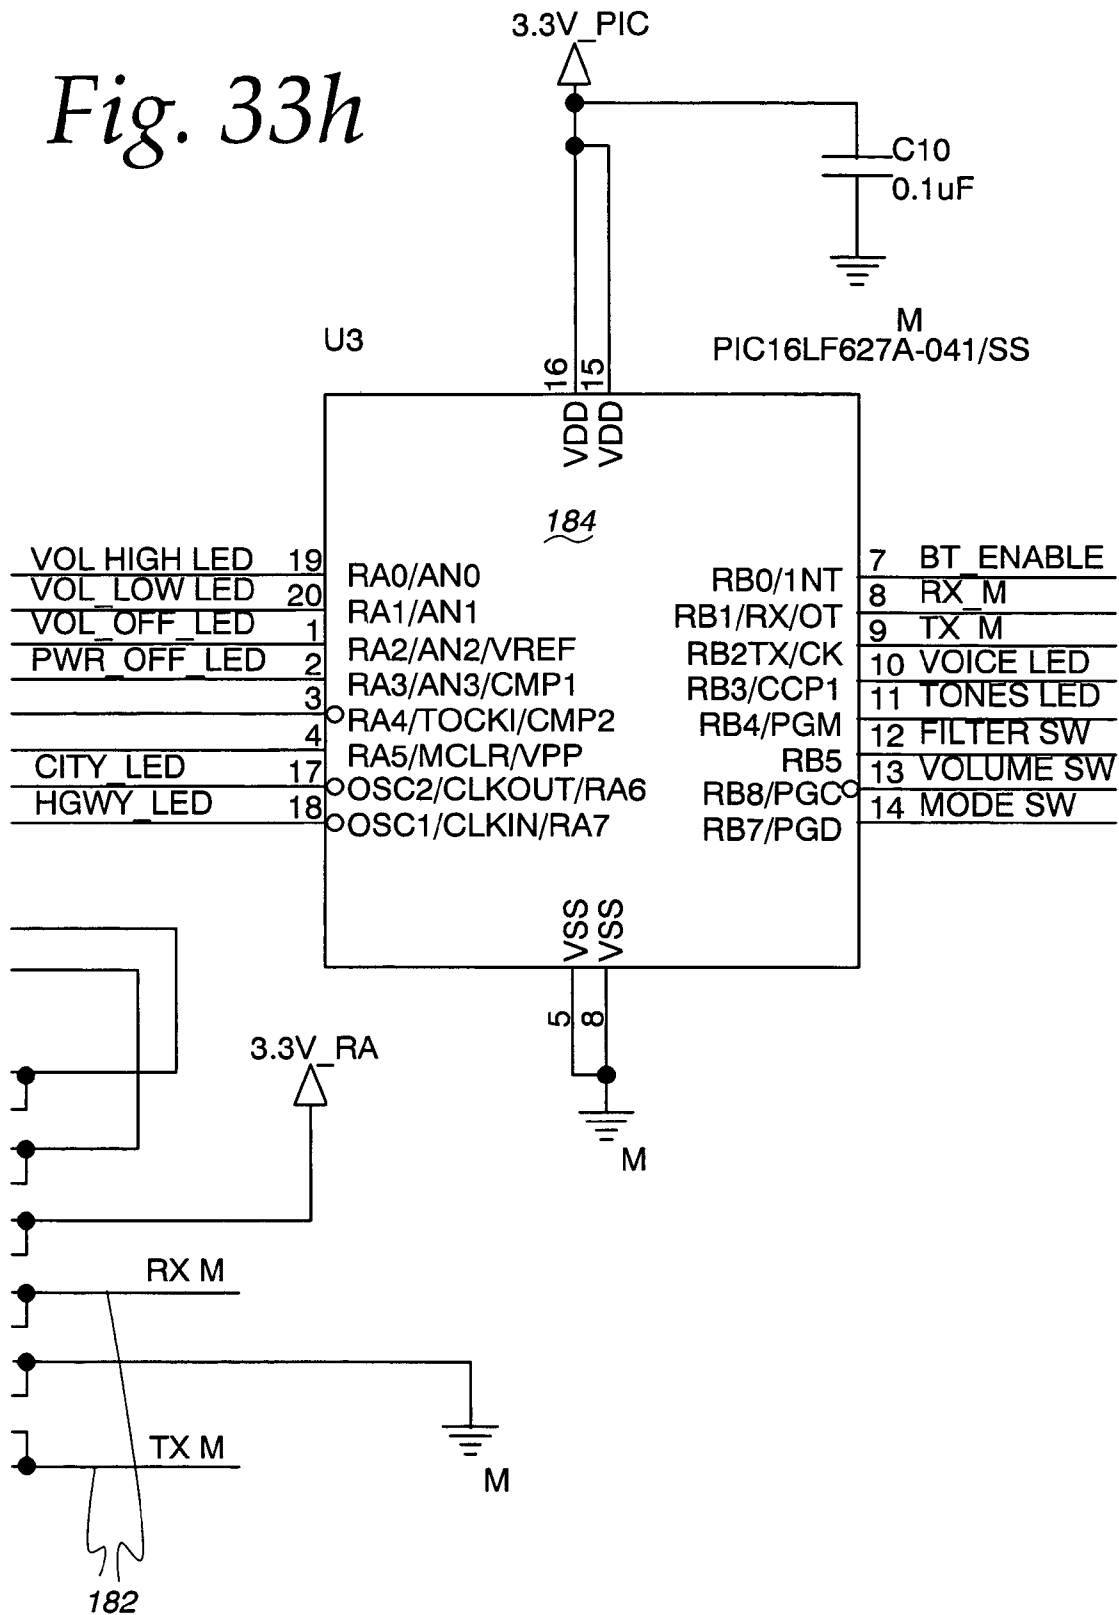 3.3V_PIC
Fig. 33h
C10
0.1uF
M
PIC16LF627A-041/SS
U3
16
15
VDD
VDD
184
VOL HIGH LED 19 RA0/AN0
VOL_LOW LED 20 RA1/AN1
VOL_OFF_LED 1 RA2/AN2/VREF
PWR_OFF_LED 2 RA3/AN3/CMP1
3 RA4/TOCKI/CMP2
4 RA5/MCLR/VPP
CITY_LED 17 OSC2/CLKOUT/RA6
HGWY_LED 18 OSC1/CLKIN/RA7
RB0/1NT 7 BT_ENABLE
RB1/RX/OT 8 RX_M
RB2TX/CK 9 TX_M
RB3/CCP1 10 VOICE LED
RB4/PGM 11 TONES LED
RB5 12 FILTER SW
RB8/PGC 13 VOLUME SW
RB7/PGD 14 MODE SW
VSS
VSS
5
8
M
3.3V_RA
RX M
TX M
M
182